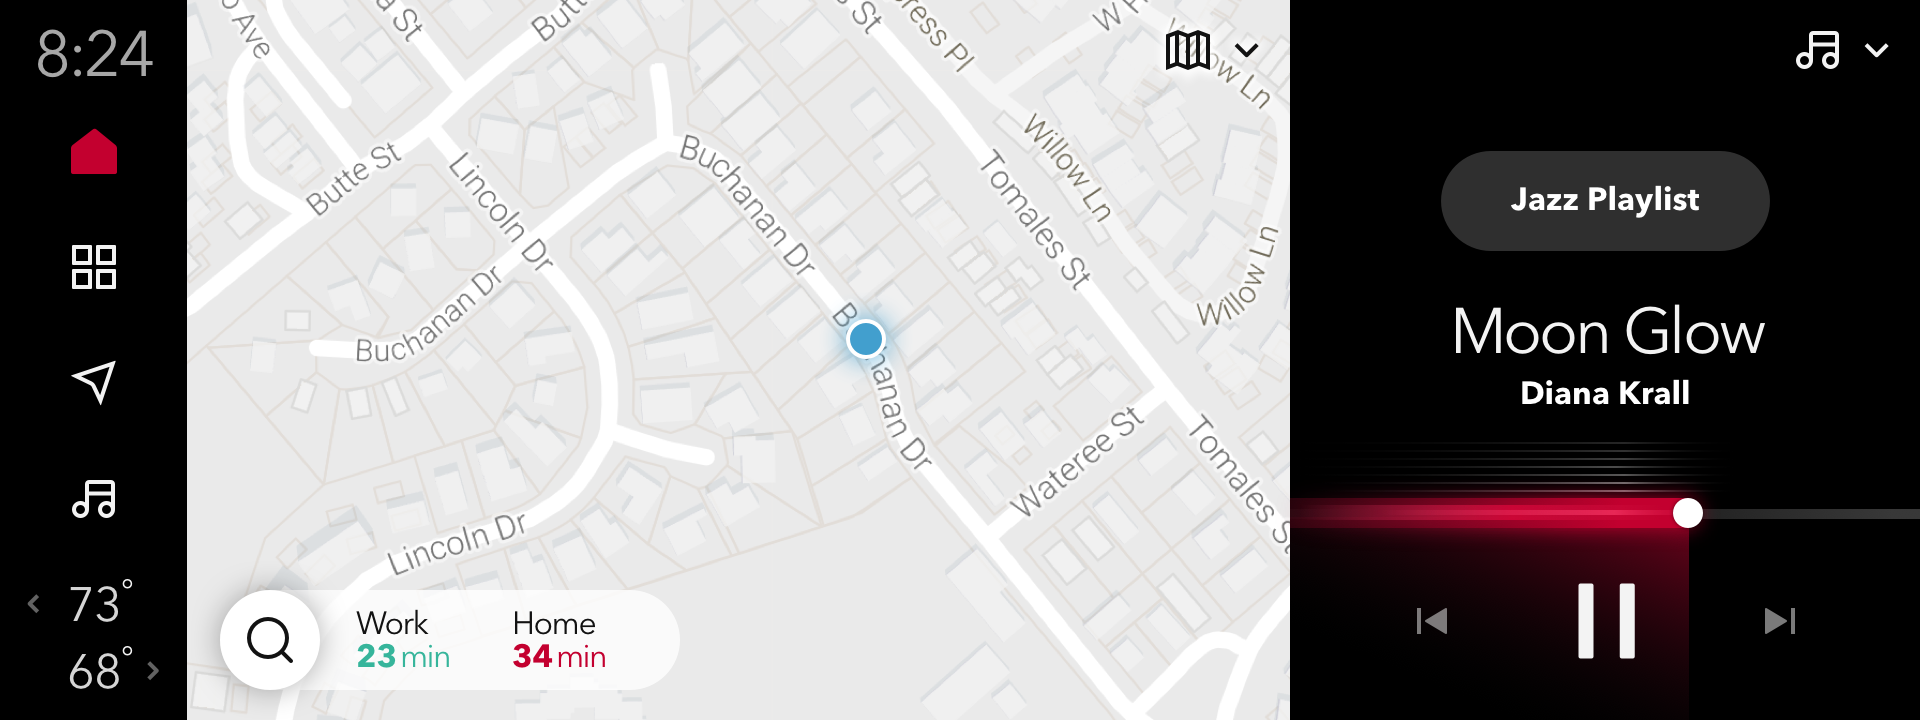 8:24
73°
68°
Ave
a St
Butte St
Butt
Lincoln Dr
Buchanan Dr
Buchanan Dr
Buchanan Dr
Lincoln Dr
s St
ress Pl
W
Willow Ln
Willow Ln
Willow Ln
Tomales St
Tomales St
Wateree St
Work
23 min
Home
34 min
Jazz Playlist
Moon Glow
Diana Krall